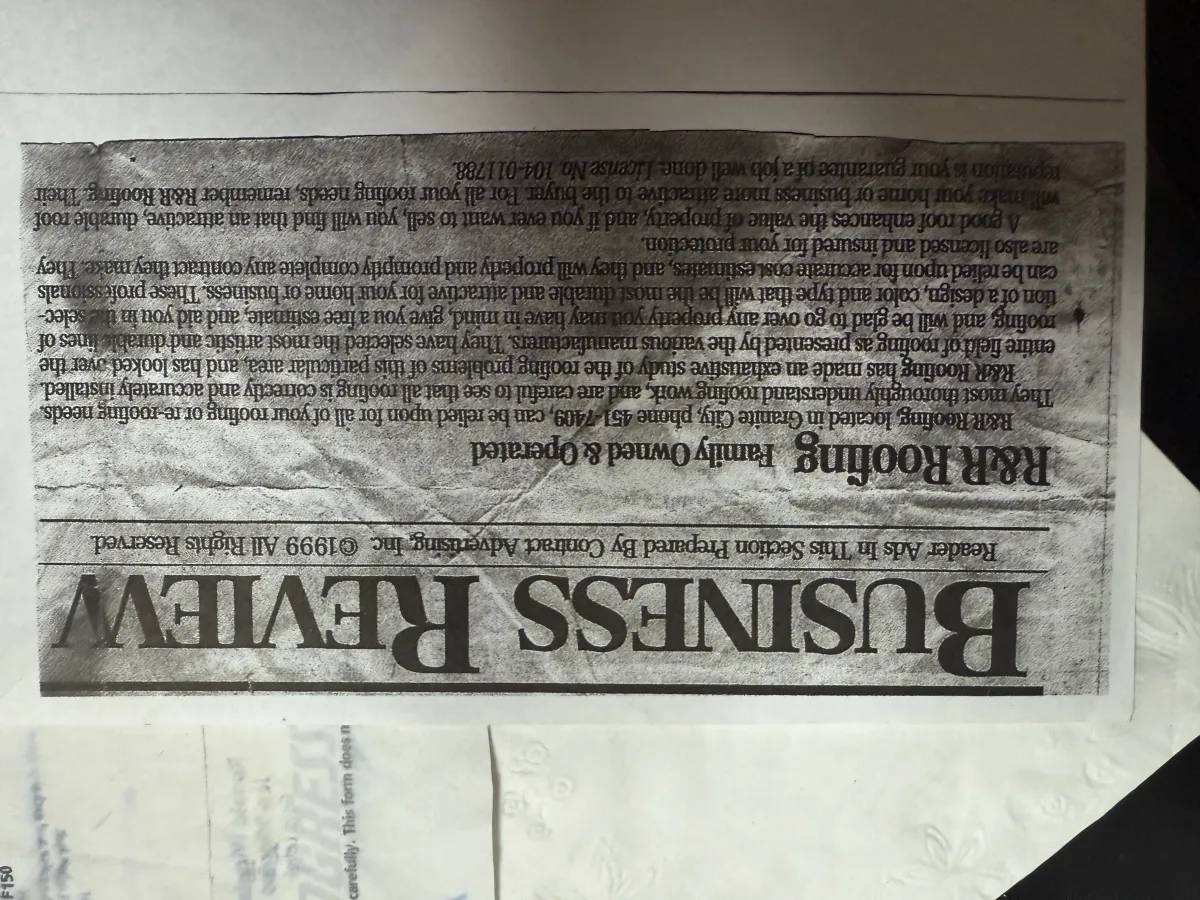 BUSINESS REVIEW
Reader Ads In This Section Prepared By Contract Advertising, Inc. ©1999 All Rights Reserved
R&R Roofing Family Owned & Operated
R&R Roofing, located in Granite City, phone 451-7409, can be relied upon for all of your roofing or re-roofing needs.
They most thoroughly understand roofing work, and are careful to see that all roofing is correctly and accurately installed.
R&R Roofing has made an exhaustive study of the roofing problems of this particular area, and has looked over the
entire field of roofing as presented by the various manufacturers. They have selected the most artistic and durable lines of
roofing, and will be glad to go over any property you may have in mind, give you a free estimate, and aid you in the selec-
tion of a design, color and type that will be the most durable and attractive for your home or business. These professionals
can be relied upon for accurate cost estimates, and they will properly and promptly complete any contract they make. They
are also licensed and insured for your protection.
A good roof enhances the value of property, and if you ever want to sell, you will find that an attractive, durable roof
will make your home or business more attractive to the buyer. For all your roofing needs, remember R&R Roofing. Their
reputation is your guarantee of a job well done. License No. 104-011788.
carefully. This form does n
F150